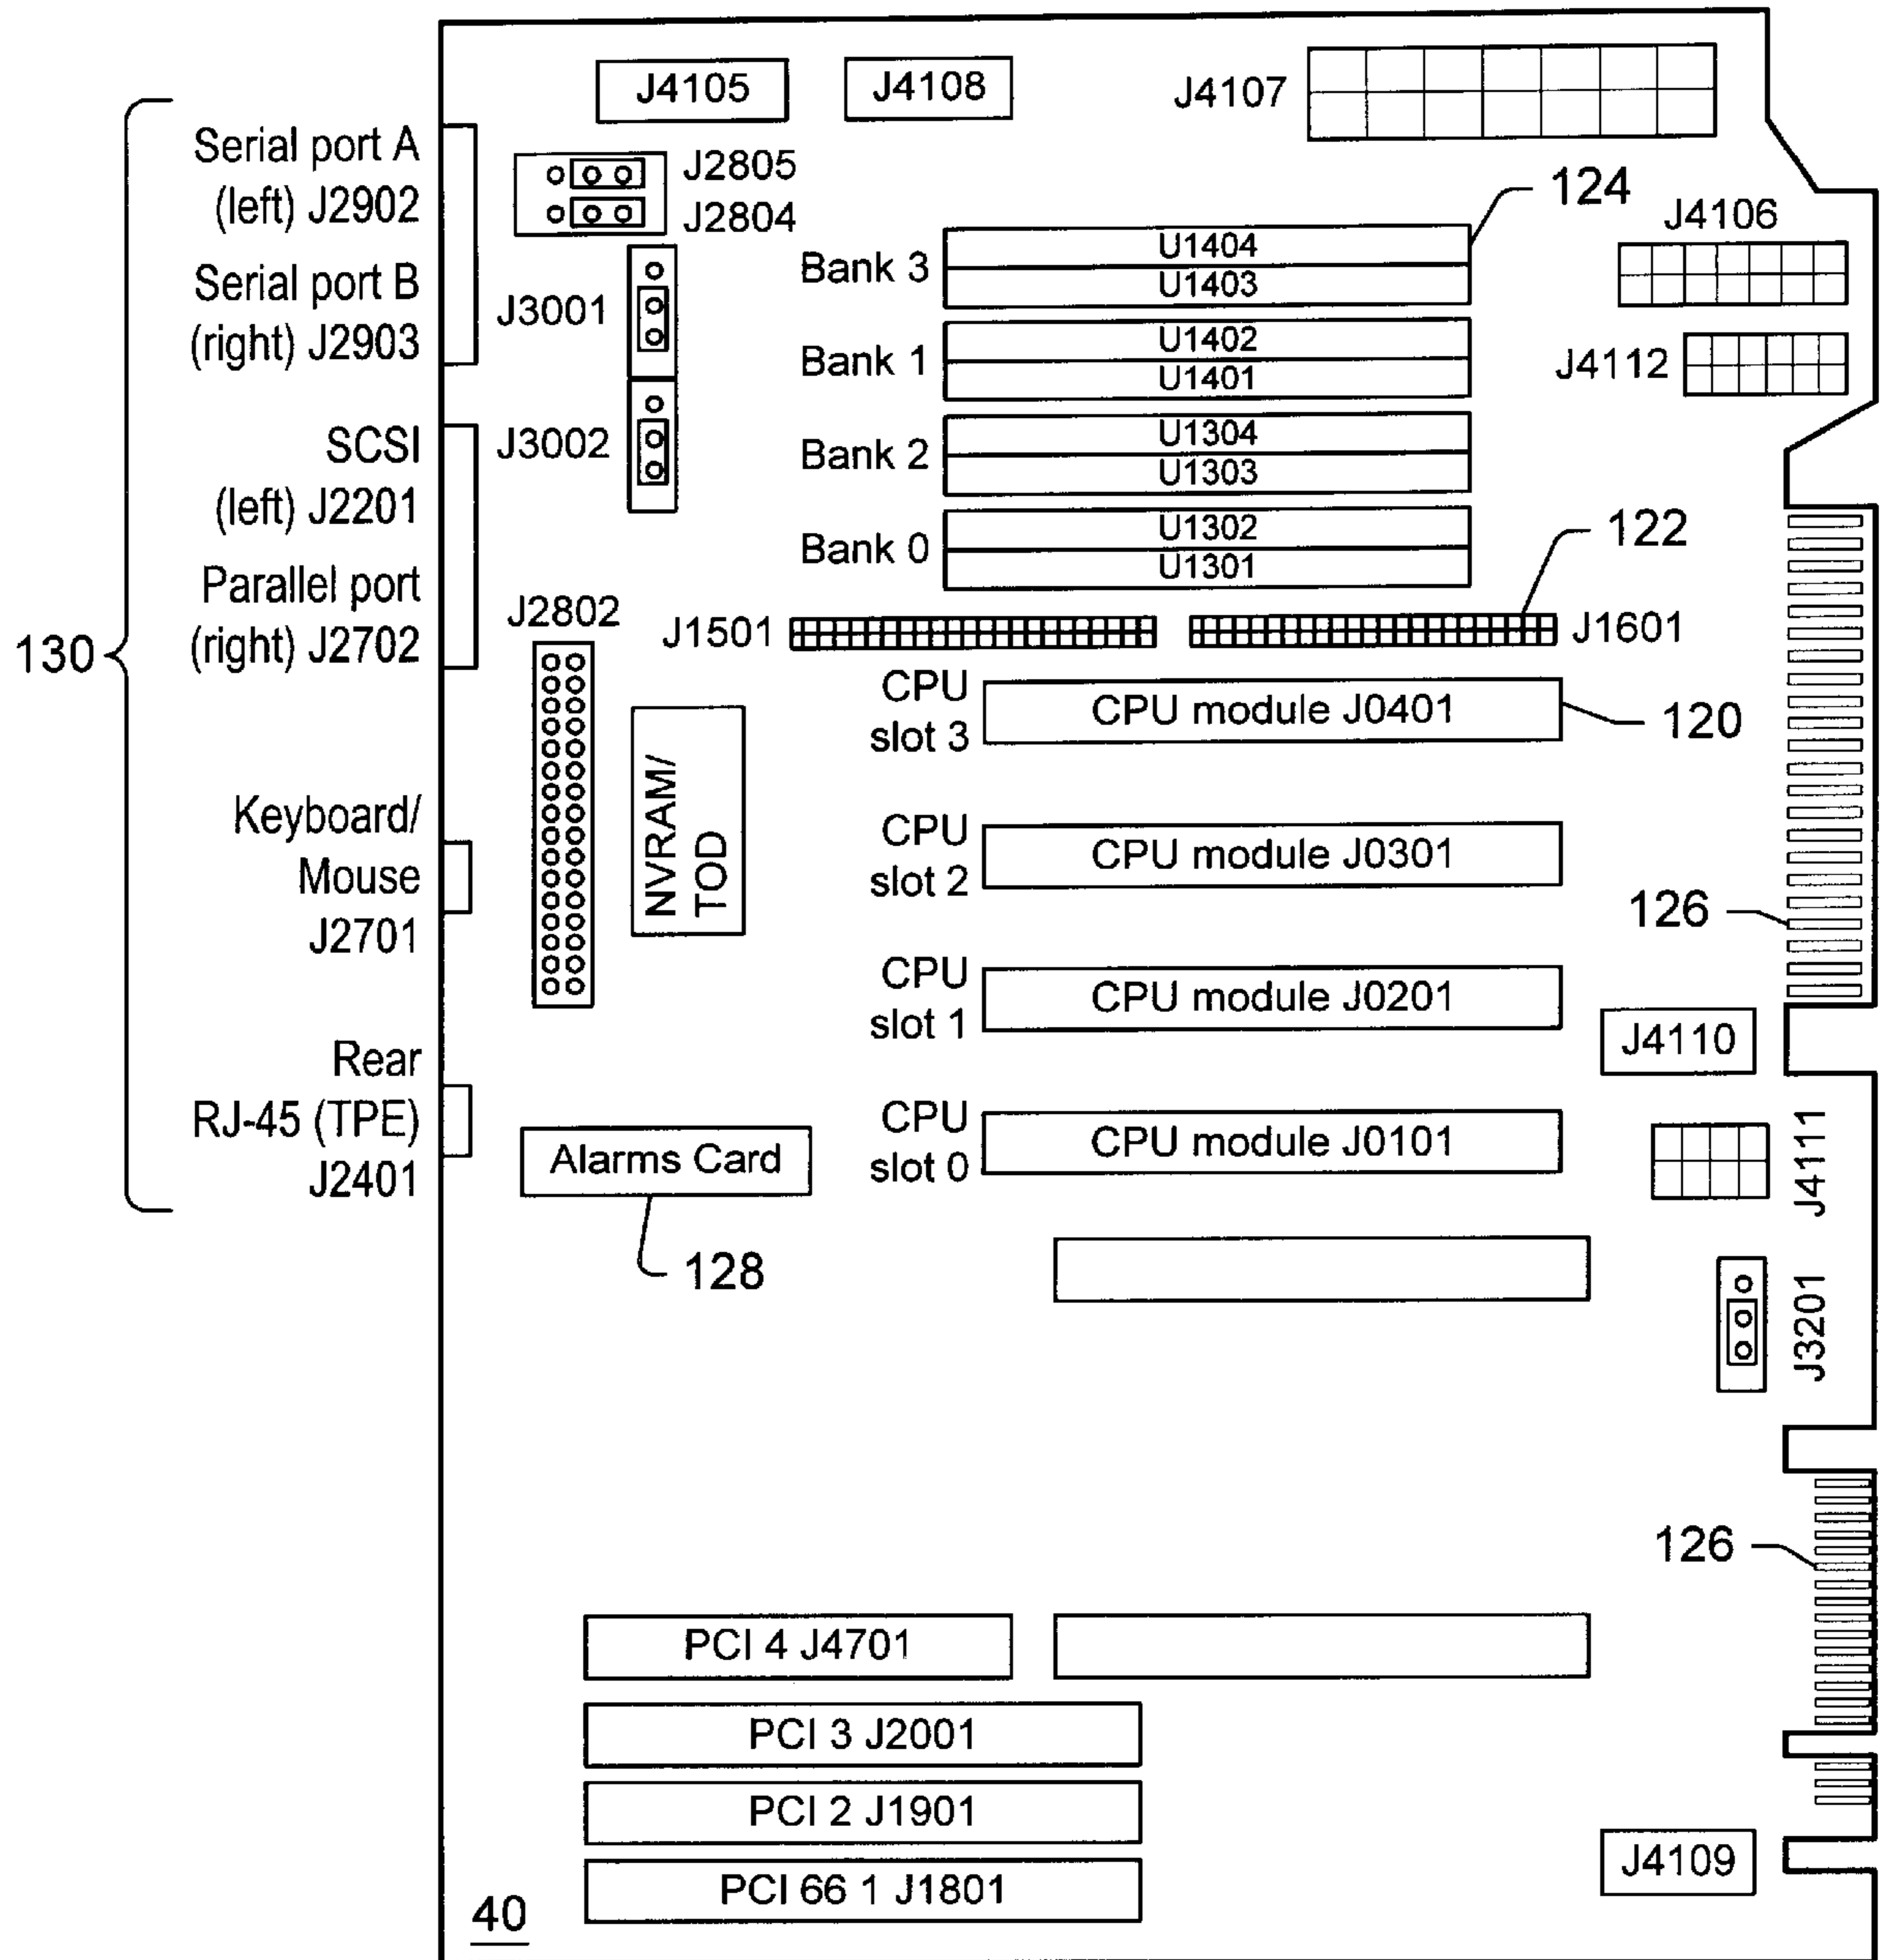 J4105
J4108
J4107
Serial port A
(left) J2902
J2805
J2804
124
J4106
Bank 3
U1404
U1403
Serial port B
(right) J2903
J3001
Bank 1
U1402
U1401
J4112
SCSI
(left) J2201
J3002
Bank 2
U1304
U1303
Bank 0
U1302
U1301
122
Parallel port
(right) J2702
130
J2802
J1501
J1601
CPU
slot 3
CPU module J0401
120
NVRAM/
TOD
Keyboard/
Mouse
J2701
CPU
slot 2
CPU module J0301
126
CPU
slot 1
CPU module J0201
J4110
Rear
RJ-45 (TPE)
J2401
Alarms Card
128
CPU
slot 0
CPU module J0101
J4111
J3201
126
PCI 4 J4701
PCI 3 J2001
PCI 2 J1901
PCI 66 1 J1801
J4109
40